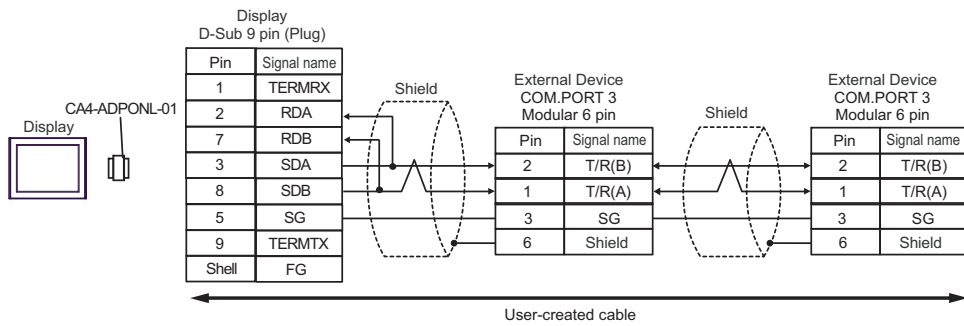 Display
D-Sub 9 pin (Plug)
Pin Signal name
1 TERMRX
2 RDA
7 RDB
3 SDA
8 SDB
5 SG
9 TERMTX
Shell FG
CA4-ADPONL-01
Display
Shield
External Device
COM.PORT 3
Modular 6 pin
Pin Signal name
2 T/R(B)
1 T/R(A)
3 SG
6 Shield
Shield
External Device
COM.PORT 3
Modular 6 pin
Pin Signal name
2 T/R(B)
1 T/R(A)
3 SG
6 Shield
User-created cable